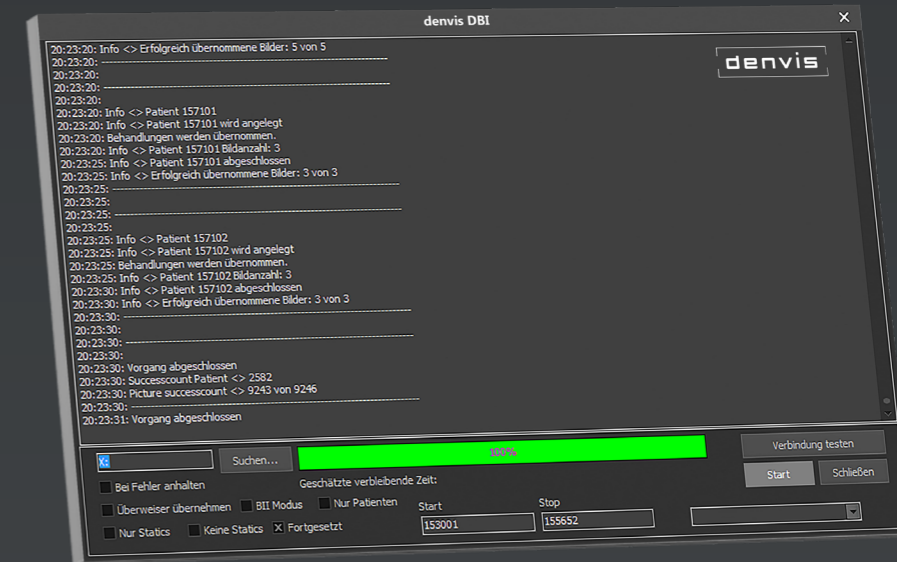 denvis DBI
20:23:20: Info <> Erfolgreich übernommene Bilder: 5 von 5
20:23:20: ------------------------------------------------------------
20:23:20:
20:23:20: ------------------------------------------------------------
20:23:20:
20:23:20: Info <> Patient 157101
20:23:20: Info <> Patient 157101 wird angelegt
20:23:20: Behandlungen werden übernommen.
20:23:20: Info <> Patient 157101 Bildanzahl: 3
20:23:25: Info <> Patient 157101 abgeschlossen
20:23:25: Info <> Erfolgreich übernommene Bilder: 3 von 3
20:23:25: ------------------------------------------------------------
20:23:25:
20:23:25: ------------------------------------------------------------
20:23:25:
20:23:25: Info <> Patient 157102
20:23:25: Info <> Patient 157102 wird angelegt
20:23:25: Behandlungen werden übernommen.
20:23:25: Info <> Patient 157102 Bildanzahl: 3
20:23:30: Info <> Patient 157102 abgeschlossen
20:23:30: Info <> Erfolgreich übernommene Bilder: 3 von 3
20:23:30: ------------------------------------------------------------
20:23:30:
20:23:30: ------------------------------------------------------------
20:23:30:
20:23:30: Vorgang abgeschlossen
20:23:30: Successcount Patient <> 2582
20:23:30: Picture successcount <> 9243 von 9246
20:23:30: ------------------------------------------------------------
20:23:31: Vorgang abgeschlossen
denvis
X: Suchen... 100% Verbindung testen
Bei Fehler anhalten Geschätzte verbleibende Zeit: Start Schließen
Überweiser übernehmen BII Modus Nur Patienten Start Stop
Nur Statics Keine Statics Fortgesetzt 153001 155652